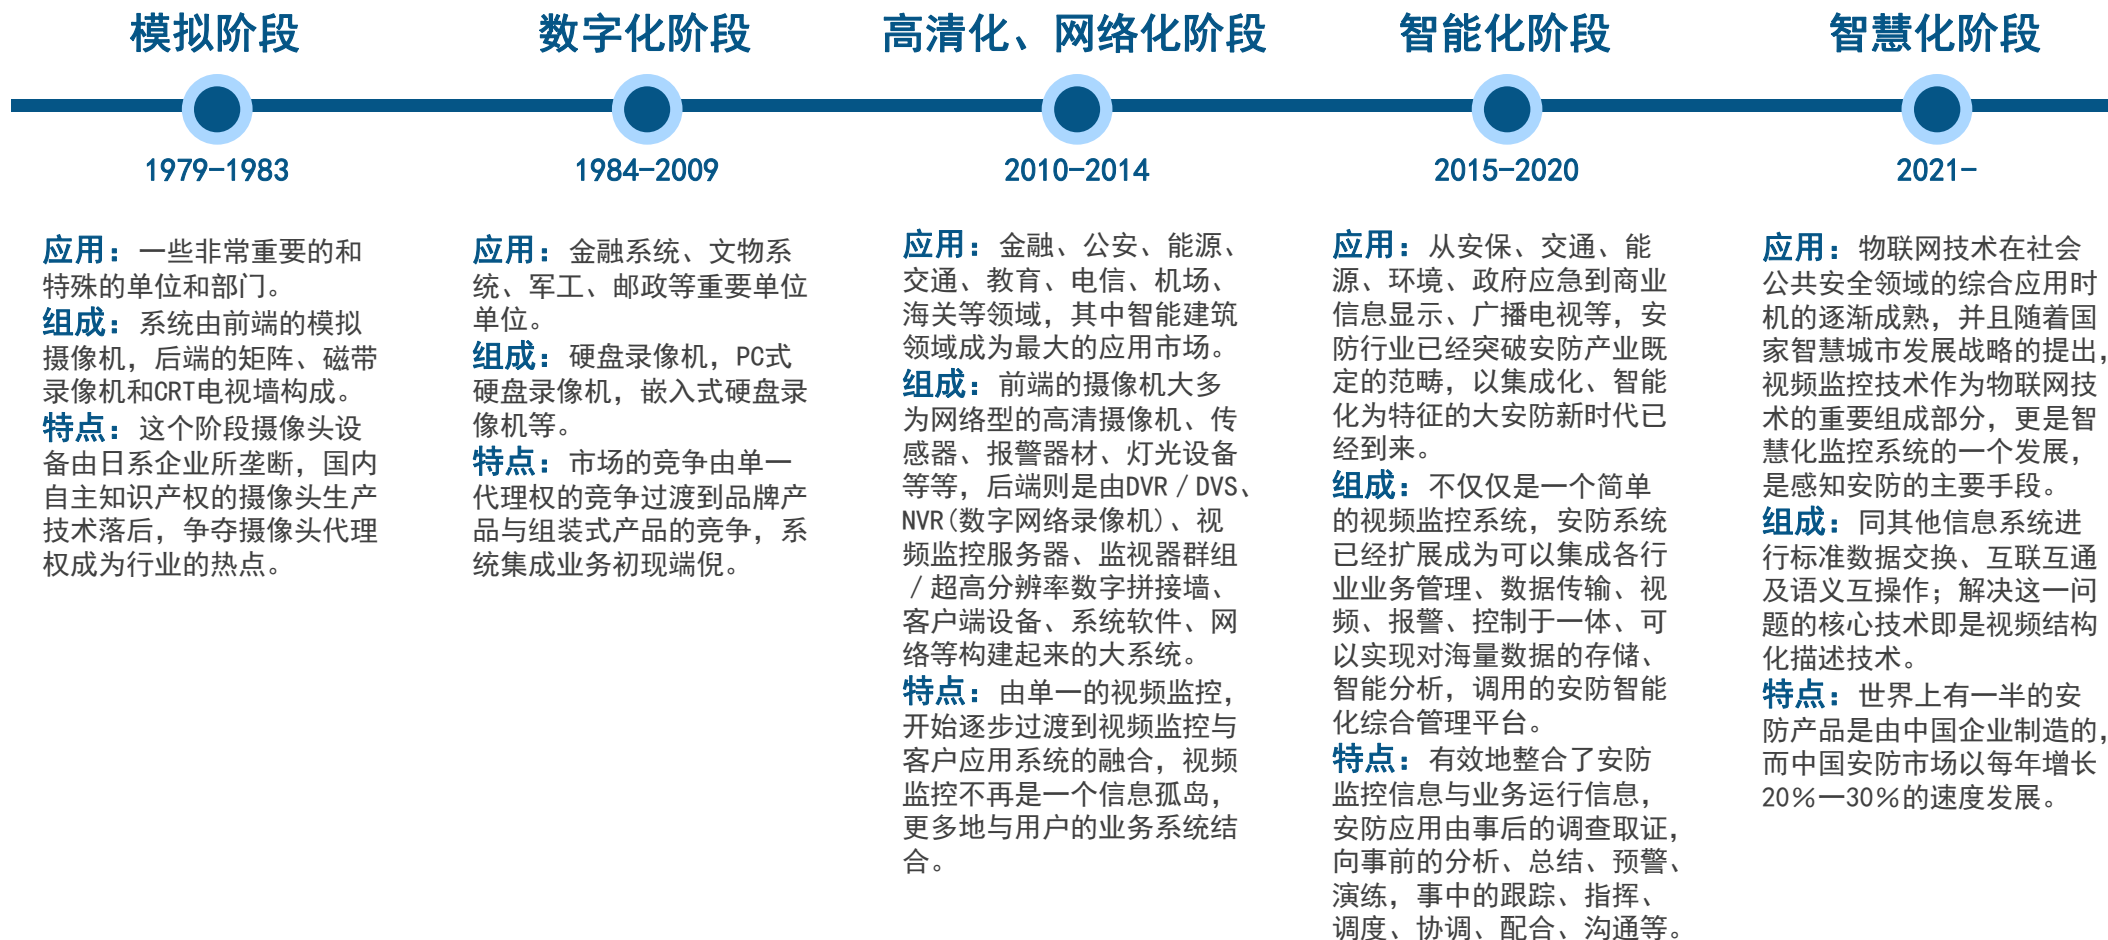 模拟阶段
1979-1983
应用：一些非常重要的和
特殊的单位和部门。
组成：系统由前端的模拟
摄像机，后端的矩阵、磁带
录像机和CRT电视墙构成。
特点：这个阶段摄像头设
备由日系企业所垄断，国内
自主知识产权的摄像头生产
技术落后，争夺摄像头代理
权成为行业的热点。
数字化阶段
1984-2009
应用：金融系统、文物系
统、军工、邮政等重要单位
单位。
组成：硬盘录像机，PC式
硬盘录像机，嵌入式硬盘录
像机等。
特点：市场的竞争由单一
代理权的竞争过渡到品牌产
品与组装式产品的竞争，系
统集成业务初现端倪。
高清化、网络化阶段
2010-2014
应用：金融、公安、能源、
交通、教育、电信、机场、
海关等领域，其中智能建筑
领域成为最大的应用市场。
组成：前端的摄像机大多
为网络型的高清摄像机、传
感器、报警器材、灯光设备
等等，后端则是由DVR／DVS、
NVR(数字网络录像机)、视
频监控服务器、监视器群组
／超高分辨率数字拼接墙、
客户端设备、系统软件、网
络等构建起来的大系统。
特点：由单一的视频监控，
开始逐步过渡到视频监控与
客户应用系统的融合，视频
监控不再是一个信息孤岛，
更多地与用户的业务系统结
合。
智能化阶段
2015-2020
应用：从安保、交通、能
源、环境、政府应急到商业
信息显示、广播电视等，安
防行业已经突破安防产业既
定的范畴，以集成化、智能
化为特征的大安防新时代已
经到来。
组成：不仅仅是一个简单
的视频监控系统，安防系统
已经扩展成为可以集成各行
业业务管理、数据传输、视
频、报警、控制于一体、可
以实现对海量数据的存储、
智能分析，调用的安防智能
化综合管理平台。
特点：有效地整合了安防
监控信息与业务运行信息，
安防应用由事后的调查取证，
向事前的分析、总结、预警、
演练，事中的跟踪、指挥、
调度、协调、配合、沟通等。
智慧化阶段
2021-
应用：物联网技术在社会
公共安全领域的综合应用时
机的逐渐成熟，并且随着国
家智慧城市发展战略的提出，
视频监控技术作为物联网技
术的重要组成部分，更是智
慧化监控系统的一个发展，
是感知安防的主要手段。
组成：同其他信息系统进
行标准数据交换、互联互通
及语义互操作；解决这一问
题的核心技术即是视频结构
化描述技术。
特点：世界上有一半的安
防产品是由中国企业制造的，
而中国安防市场以每年增长
20％一30％的速度发展。